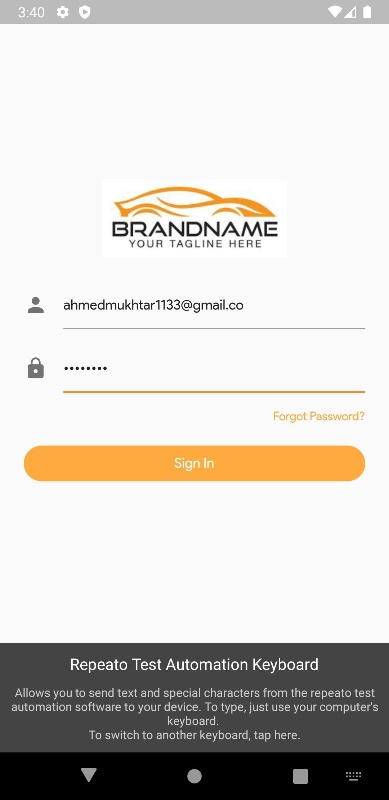 3:40
BRANDNAME
YOUR TAGLINE HERE
ahmedmukhtar1133@gmail.co
••••••••
Forgot Password?
Sign In
Repeato Test Automation Keyboard
Allows you to send text and special characters from the repeato test
automation software to your device. To type, just use your computer's
keyboard.
To switch to another keyboard, tap here.